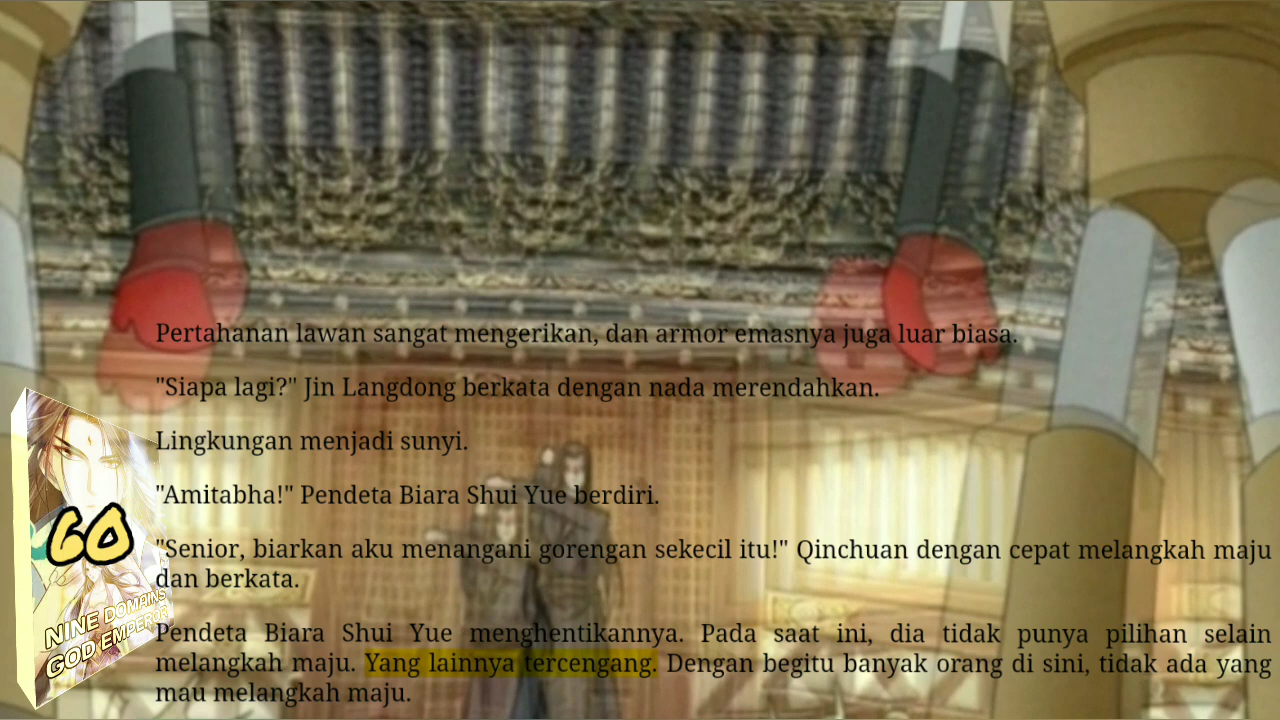 Pertahanan lawan sangat mengerikan, dan armor emasnya juga luar biasa.
"Siapa lagi?" Jin Langdong berkata dengan nada merendahkan.
Lingkungan menjadi sunyi.
"Amitabha!" Pendeta Biara Shui Yue berdiri.
"Senior, biarkan aku menangani gorengan sekecil itu!" Qinchuan dengan cepat melangkah maju
dan berkata.
Pendeta Biara Shui Yue menghentikannya. Pada saat ini, dia tidak punya pilihan selain
melangkah maju. Yang lainnya tercengang. Dengan begitu banyak orang di sini, tidak ada yang
mau melangkah maju.
60
NINE DOMAINS
GOD EMPEROR